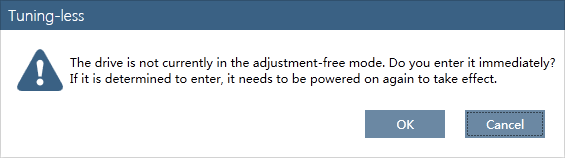 Tuning-less
The drive is not currently in the adjustment-free mode. Do you enter it immediately?
If it is determined to enter, it needs to be powered on again to take effect.
OK
Cancel